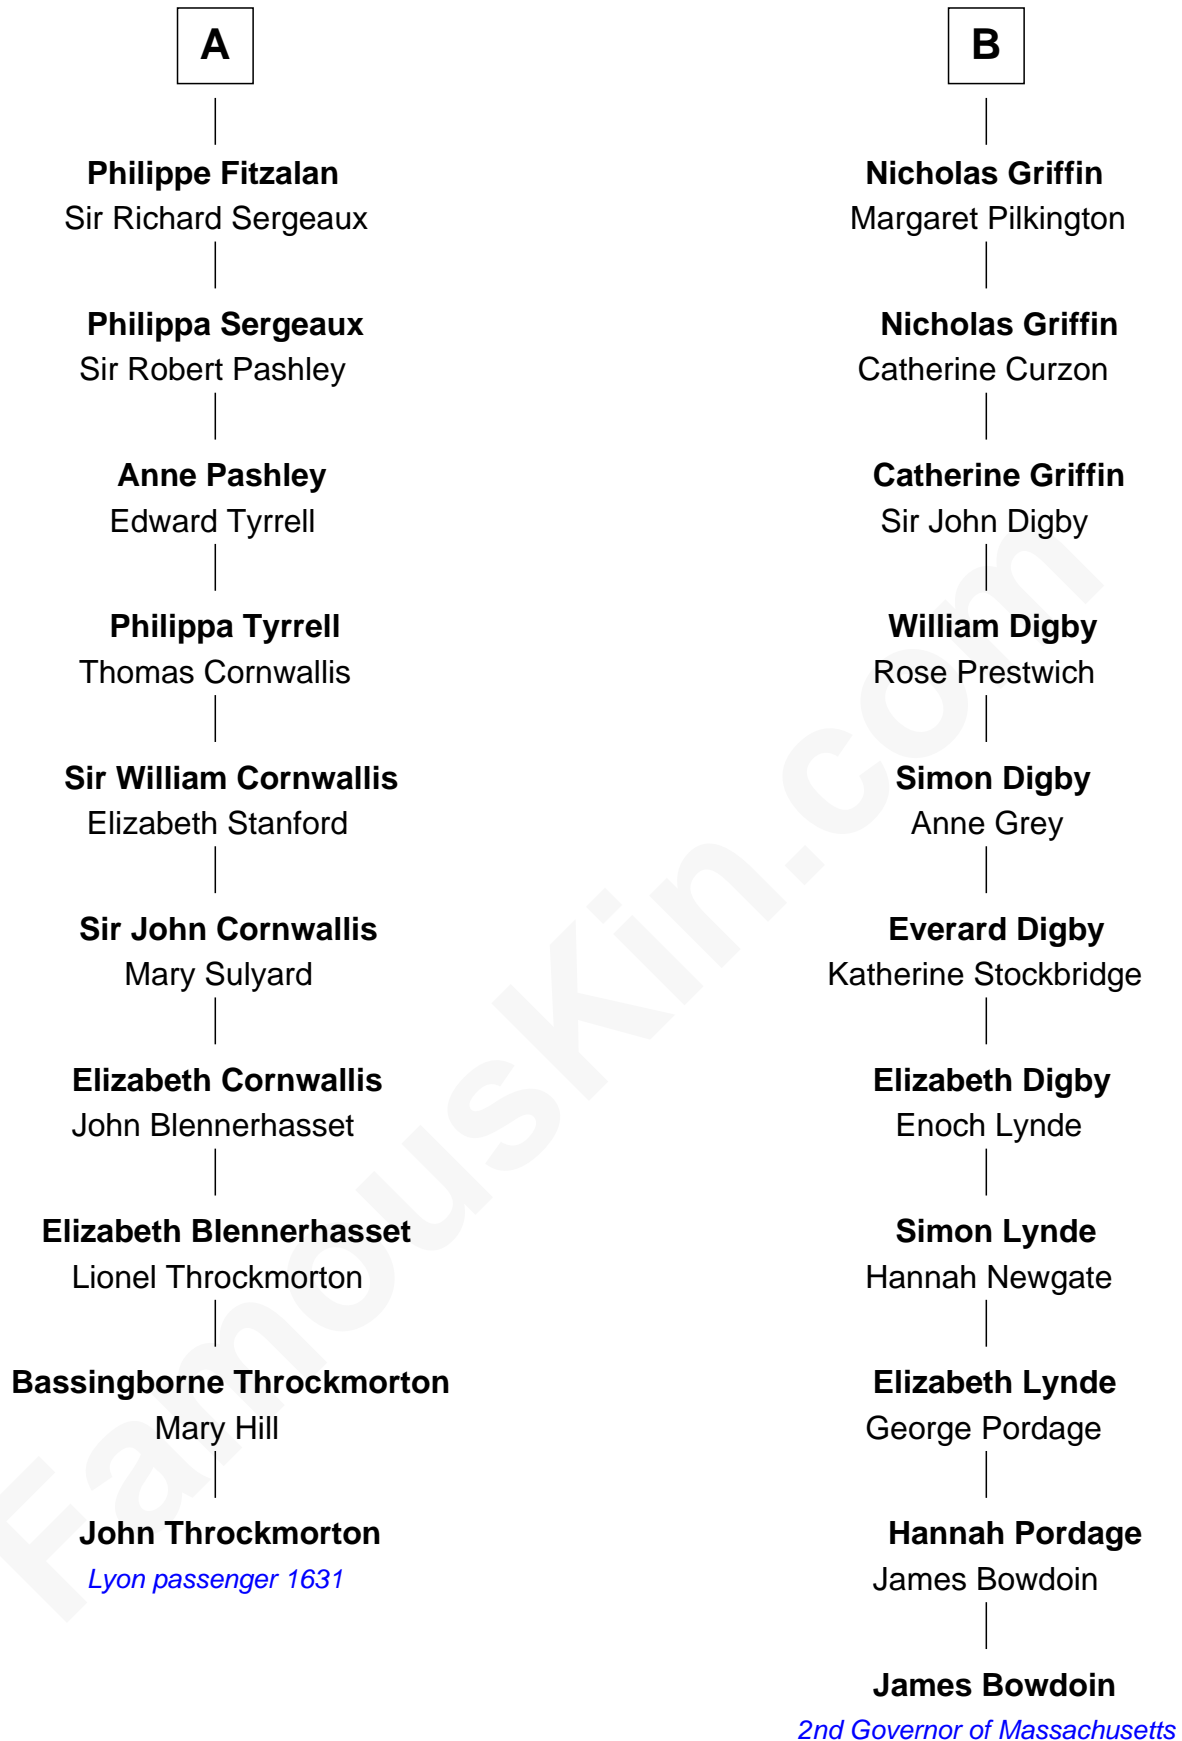 A
Philippe Fitzalan
Sir Richard Sergeaux
Philippa Sergeaux
Sir Robert Pashley
Anne Pashley
Edward Tyrrell
Philippa Tyrrell
Thomas Cornwallis
Sir William Cornwallis
Elizabeth Stanford
Sir John Cornwallis
Mary Sulyard
Elizabeth Cornwallis
John Blennerhasset
Elizabeth Blennerhasset
Lionel Throckmorton
Bassingborne Throckmorton
Mary Hill
John Throckmorton
Lyon passenger 1631
B
Nicholas Griffin
Margaret Pilkington
Nicholas Griffin
Catherine Curzon
Catherine Griffin
Sir John Digby
William Digby
Rose Prestwich
Simon Digby
Anne Grey
Everard Digby
Katherine Stockbridge
Elizabeth Digby
Enoch Lynde
Simon Lynde
Hannah Newgate
Elizabeth Lynde
George Pordage
Hannah Pordage
James Bowdoin
James Bowdoin
2nd Governor of Massachusetts
FamousKin.com